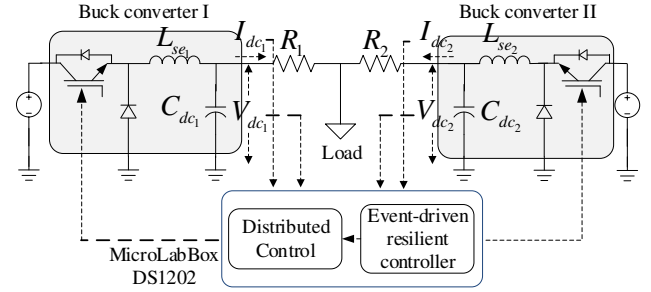 Buck converter I
Buck converter II
L_{se_1}
I_{dc_1}
R_1
R_2
I_{dc_2}
L_{se_2}
+
-
C_{dc_1}
V_{dc_1}
V_{dc_2}
C_{dc_2}
+
-
Load
Distributed
Control
Event-driven
resilient
controller
MicroLabBox
DS1202